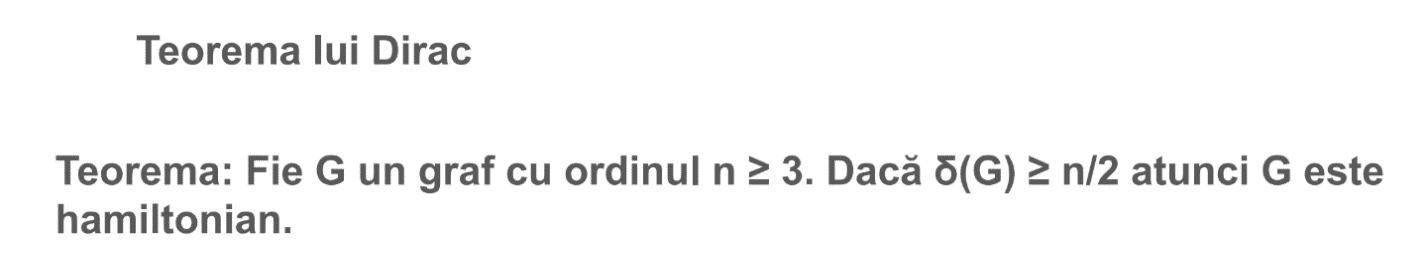 Teorema lui Dirac
Teorema: Fie G un graf cu ordinul n ≥ 3. Dacă δ(G) ≥ n/2 atunci G este
hamiltonian.